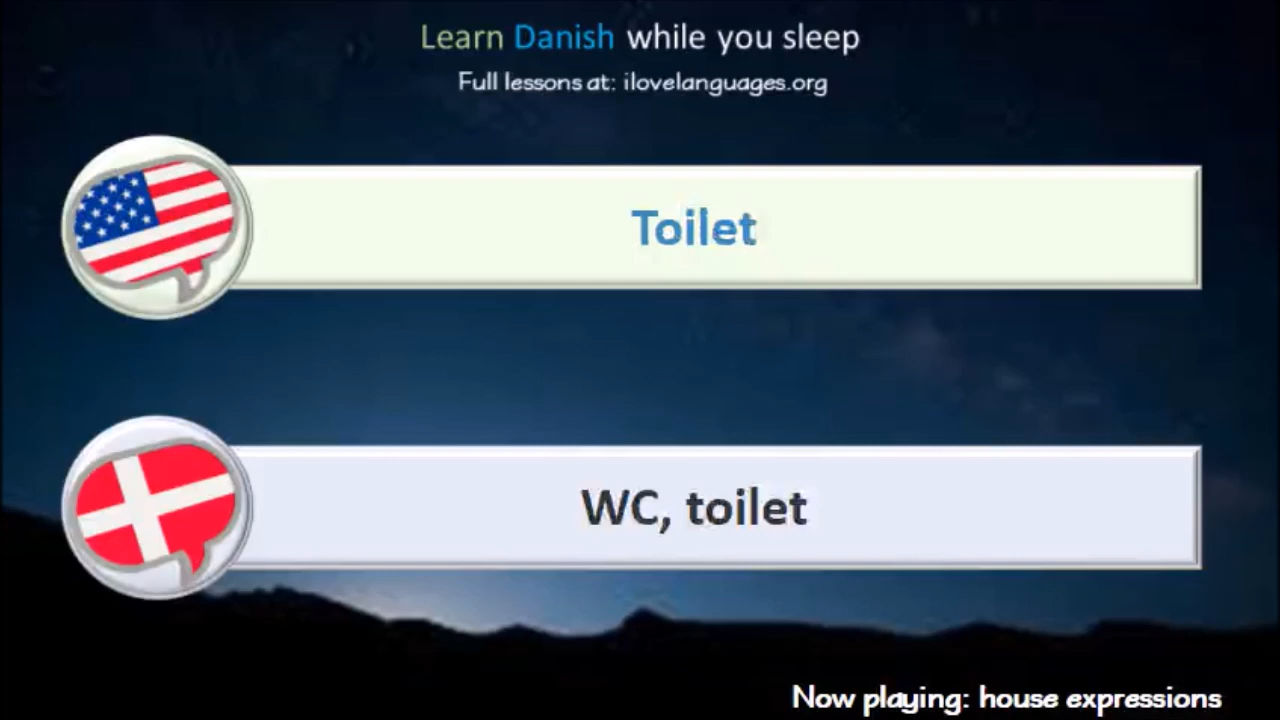 Learn Danish while you sleep
Full lessons at: ilovelanguages.org
Toilet
WC, toilet
Now playing: house expressions